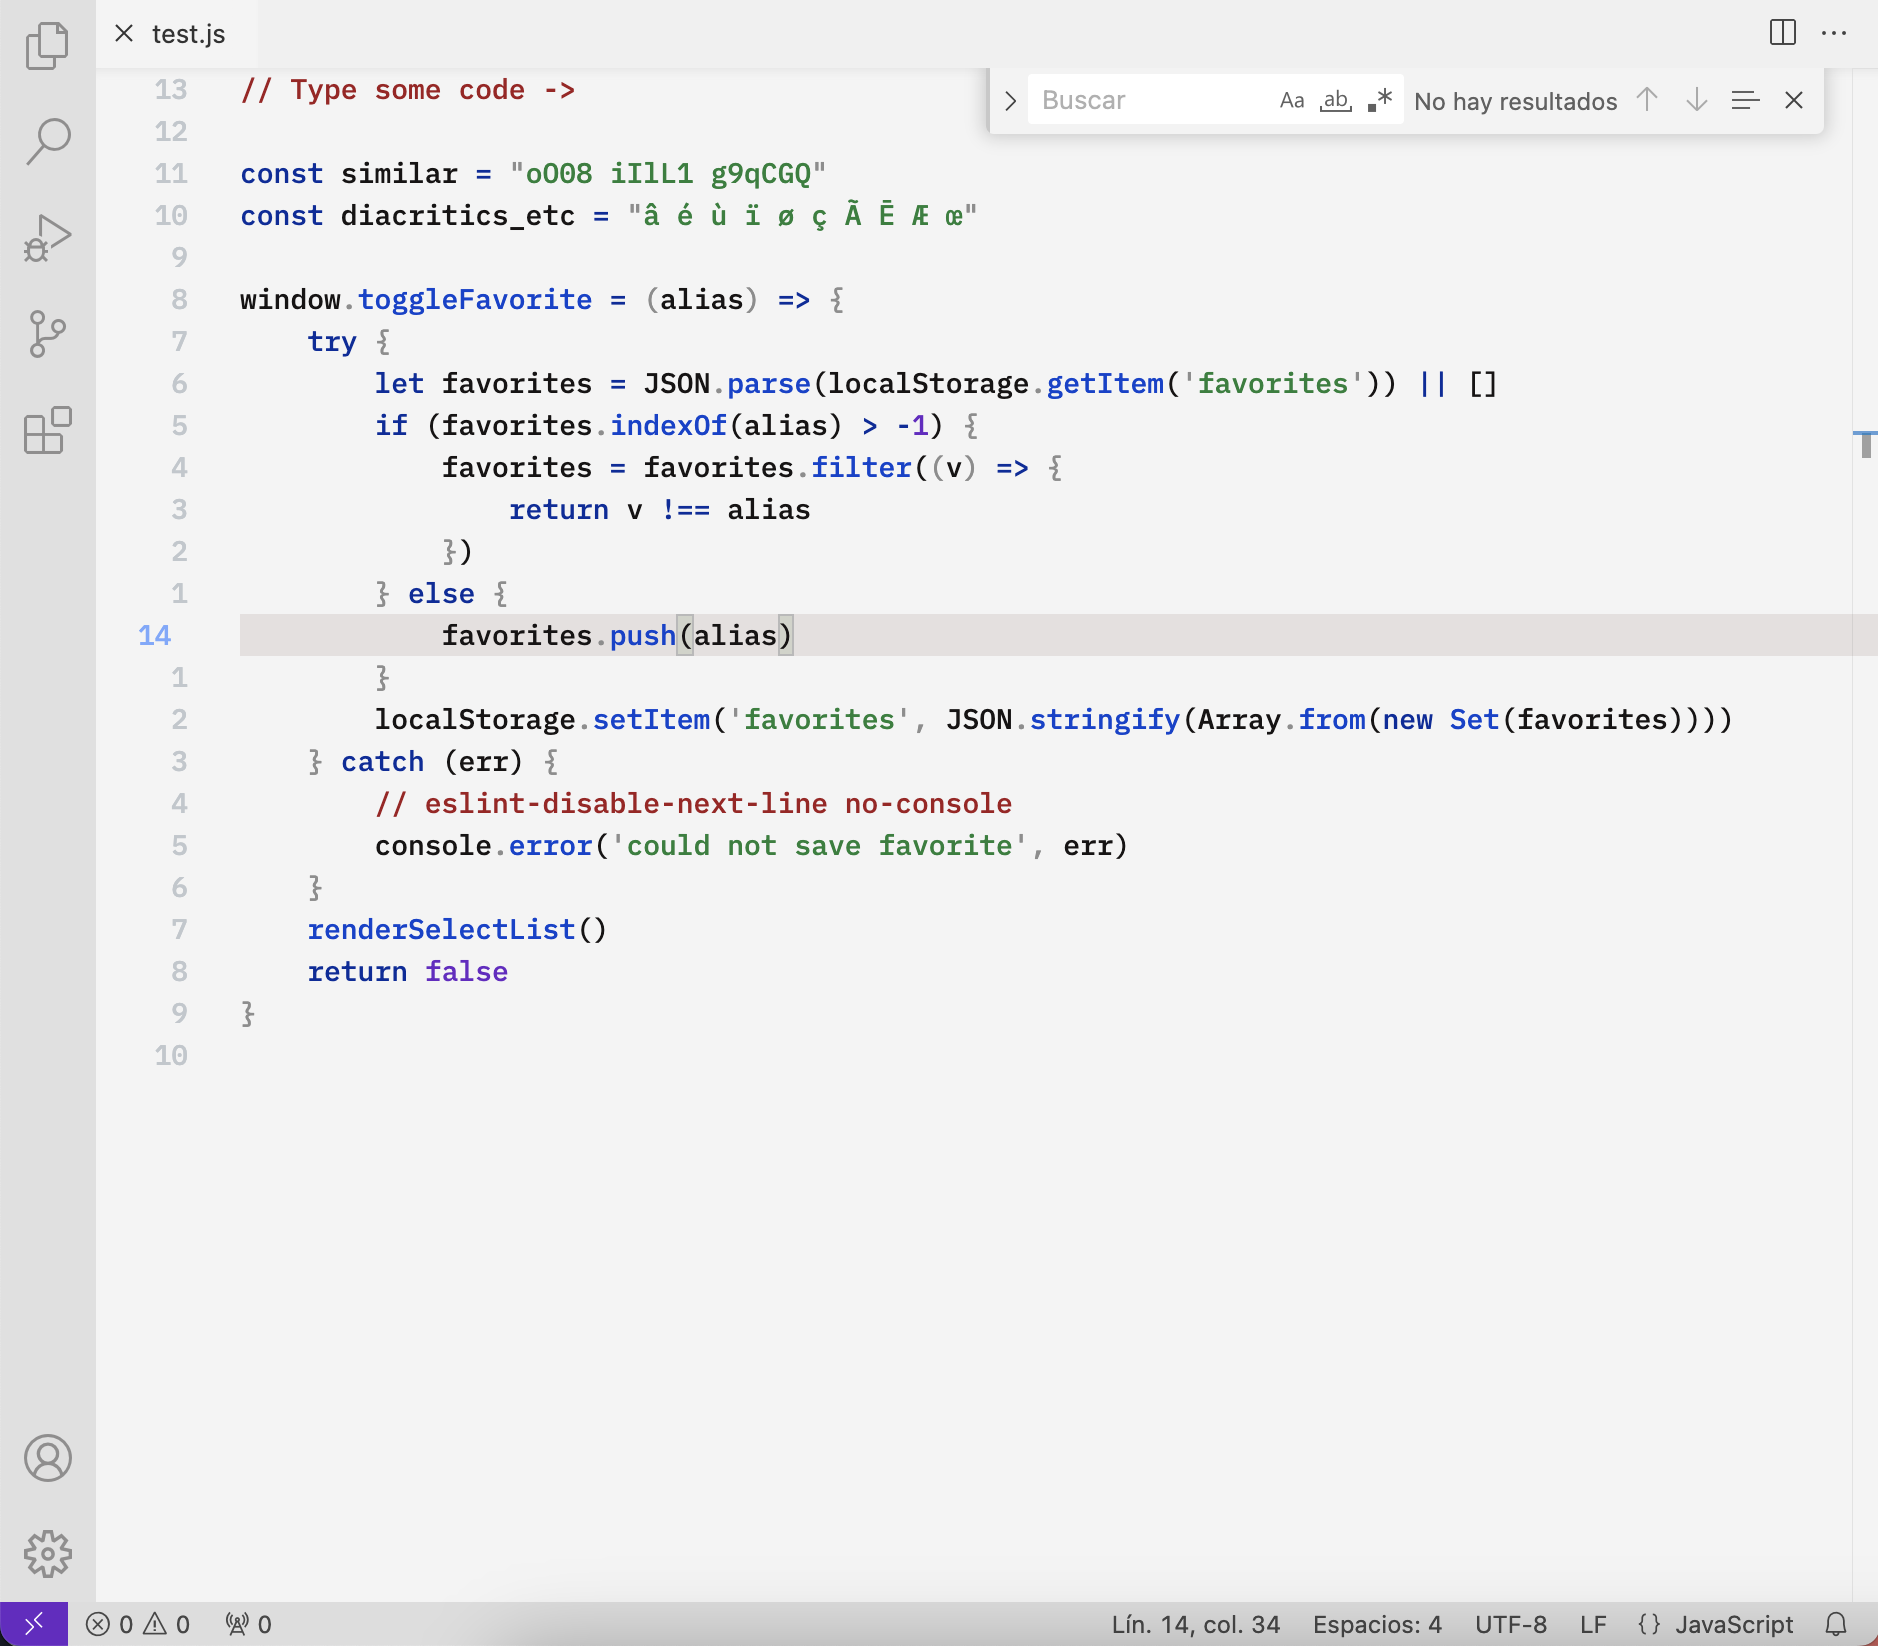 test.js
Buscar Aa ab .* No hay resultados
13 // Type some code ->
12
11 const similar = "oO08 iIlL1 g9qCGQ"
10 const diacritics_etc = "â é ù ï ø ç Ã Ē Æ œ"
9
8 window.toggleFavorite = (alias) => {
7     try {
6         let favorites = JSON.parse(localStorage.getItem('favorites')) || []
5         if (favorites.indexOf(alias) > -1) {
4             favorites = favorites.filter((v) => {
3                 return v !== alias
2             })
1         } else {
14             favorites.push(alias)
1         }
2         localStorage.setItem('favorites', JSON.stringify(Array.from(new Set(favorites))))
3     } catch (err) {
4         // eslint-disable-next-line no-console
5         console.error('could not save favorite', err)
6     }
7     renderSelectList()
8     return false
9 }
10
0 0 0 Lín. 14, col. 34 Espacios: 4 UTF-8 LF {} JavaScript